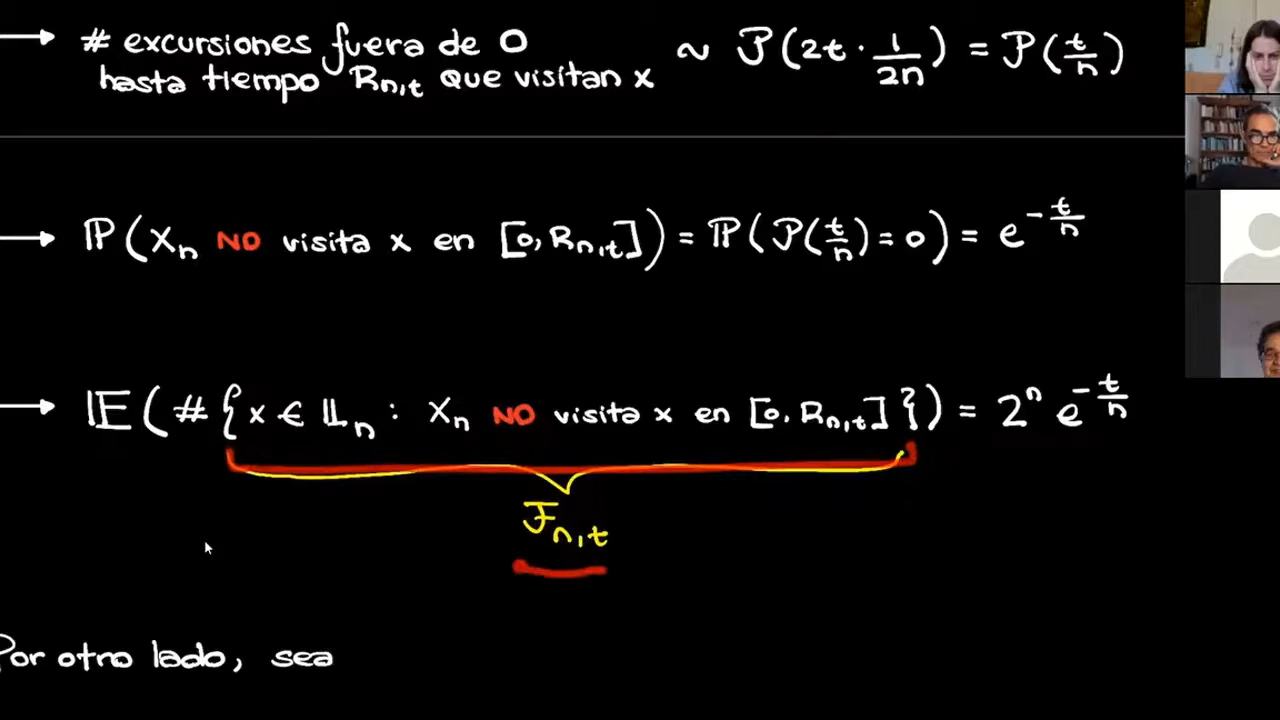 → # excursiones fuera de 0 hasta tiempo R_{n,t} que visitan x ~ 𝒫(2t · 1/2n) = 𝒫(t/n)
→ ℙ(X_n NO visita x en [0, R_{n,t}]) = ℙ(𝒫(t/n) = 0) = e^{-t/n}
→ 𝔼(#{x ∈ 𝕃_n : X_n NO visita x en [0, R_{n,t}]}) = 2^n e^{-t/n}
ℱ_{n,t}
Por otro lado, sea